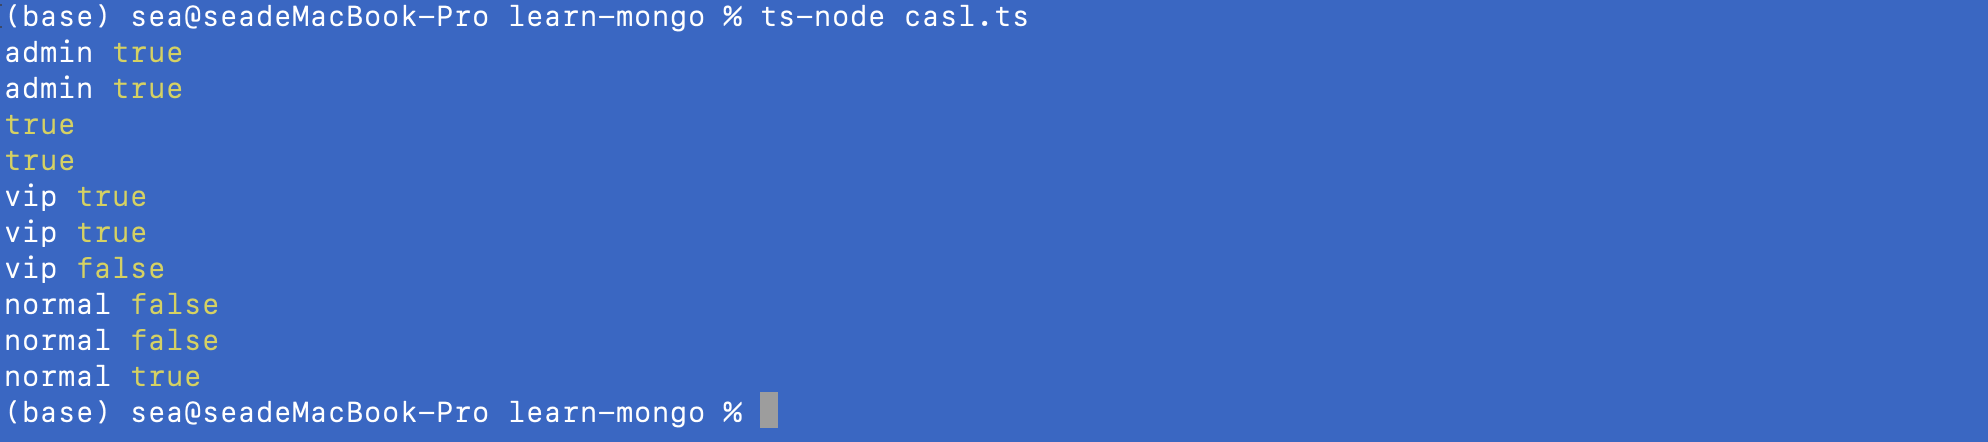 (base) sea@seadeMacBook-Pro learn-mongo % ts-node casl.ts
admin true
admin true
true
true
vip true
vip true
vip false
normal false
normal false
normal true
(base) sea@seadeMacBook-Pro learn-mongo %